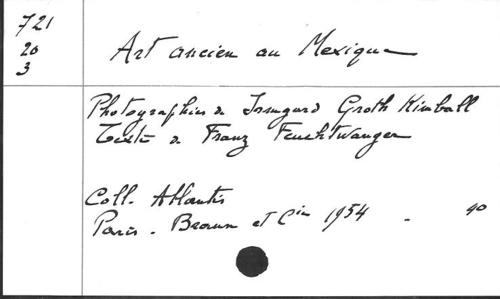 721
20
3
Art ancien au Mexique
Photographies de Irmgard Groth Kimball
Texte de Franz Feuchtwanger
Coll. Atlantis
Paris - Braun et Cie 1954 - 40